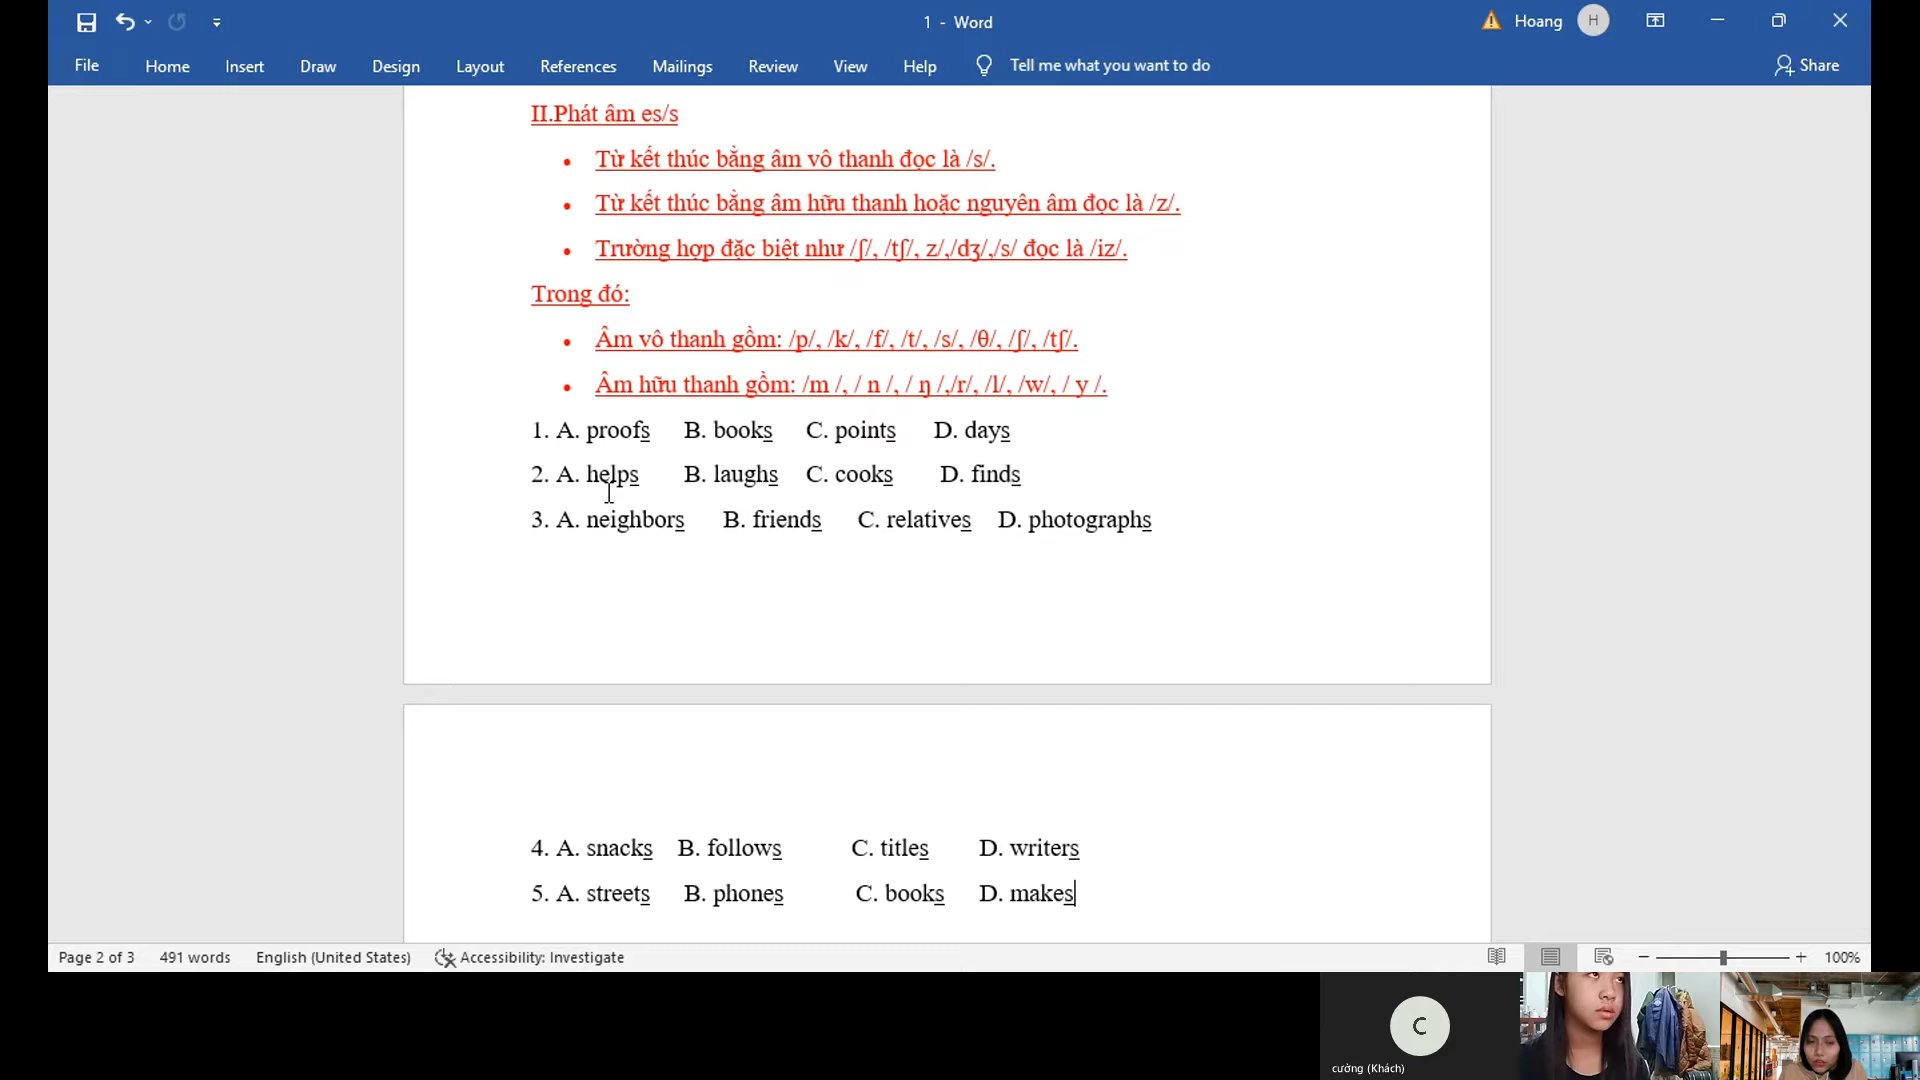 1 - Word
Hoang
H
File Home Insert Draw Design Layout References Mailings Review View Help Tell me what you want to do Share
II.Phát âm es/s
• Từ kết thúc bằng âm vô thanh đọc là /s/.
• Từ kết thúc bằng âm hữu thanh hoặc nguyên âm đọc là /z/.
• Trường hợp đặc biệt như /ʃ/, /tʃ/, z/,/dʒ/,/s/ đọc là /iz/.
Trong đó:
• Âm vô thanh gồm: /p/, /k/, /f/, /t/, /s/, /θ/, /ʃ/, /tʃ/.
• Âm hữu thanh gồm: /m /, / n /, / ŋ /,/r/, /l/, /w/, / y /.
1. A. proofs B. books C. points D. days
2. A. helps B. laughs C. cooks D. finds
3. A. neighbors B. friends C. relatives D. photographs
4. A. snacks B. follows C. titles D. writers
5. A. streets B. phones C. books D. makes
Page 2 of 3 491 words English (United States) Accessibility: Investigate 100%
C
cường (Khách)